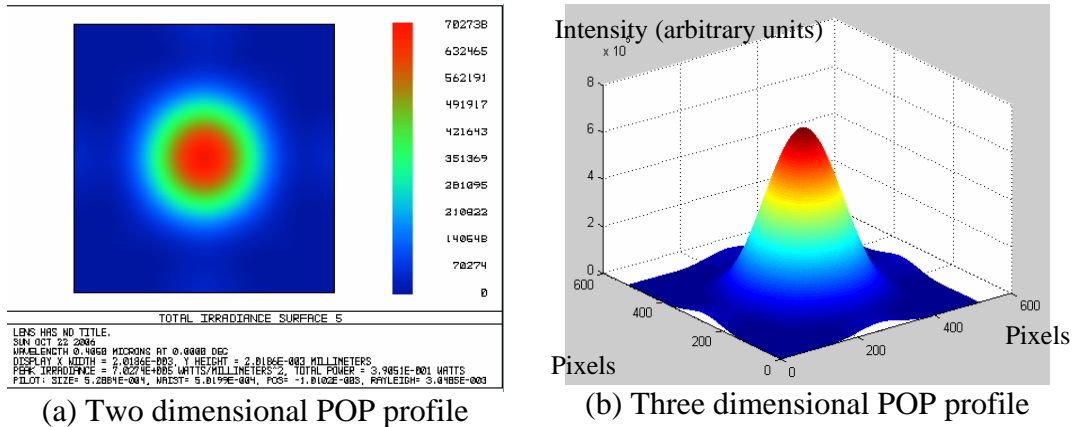 702738
632465
562191
491917
421643
351369
281095
210822
140548
70274
0
TOTAL IRRADIANCE SURFACE 5
LENS HAS NO TITLE.
SUN OCT 22 2006
WAVELENGTH 0.4050 MICRONS AT 0.0000 DEG
DISPLAY X WIDTH = 2.0186E-003, Y HEIGHT = 2.0186E-003 MILLIMETERS
PEAK IRRADIANCE = 7.0274E+005 WATTS/MILLIMETERS^2, TOTAL POWER = 3.9051E-001 WATTS
PILOT: SIZE= 5.2884E-004, WAIST= 5.0199E-004, POS= -1.0102E-003, RAYLEIGH= 3.0485E-003
(a) Two dimensional POP profile
Intensity (arbitrary units)
x 10
8
6
4
2
0
600
400
200
0
0
200
400
600
Pixels
Pixels
(b) Three dimensional POP profile